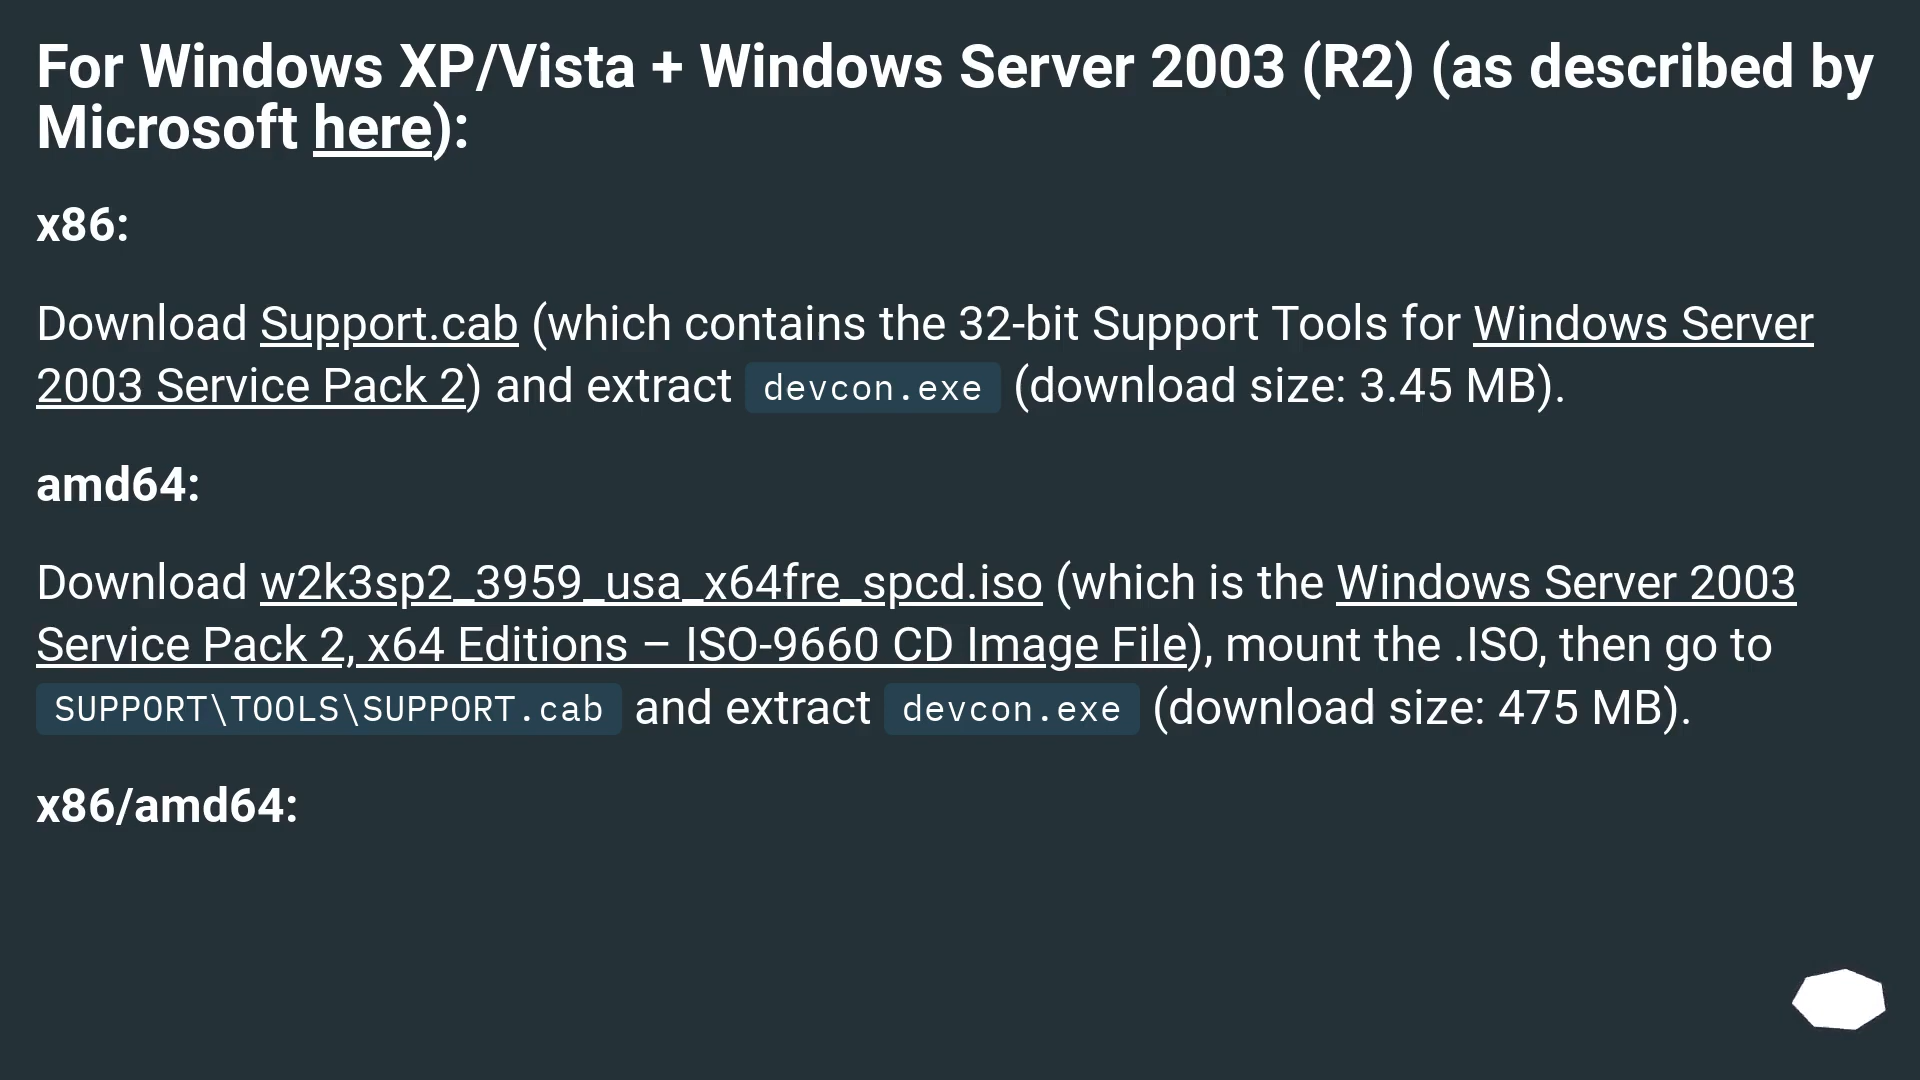 For Windows XP/Vista + Windows Server 2003 (R2) (as described by
Microsoft here):
x86:
Download Support.cab (which contains the 32-bit Support Tools for Windows Server
2003 Service Pack 2) and extract devcon.exe (download size: 3.45 MB).
amd64:
Download w2k3sp2_3959_usa_x64fre_spcd.iso (which is the Windows Server 2003
Service Pack 2, x64 Editions – ISO-9660 CD Image File), mount the .ISO, then go to
SUPPORT\TOOLS\SUPPORT.cab and extract devcon.exe (download size: 475 MB).
x86/amd64: